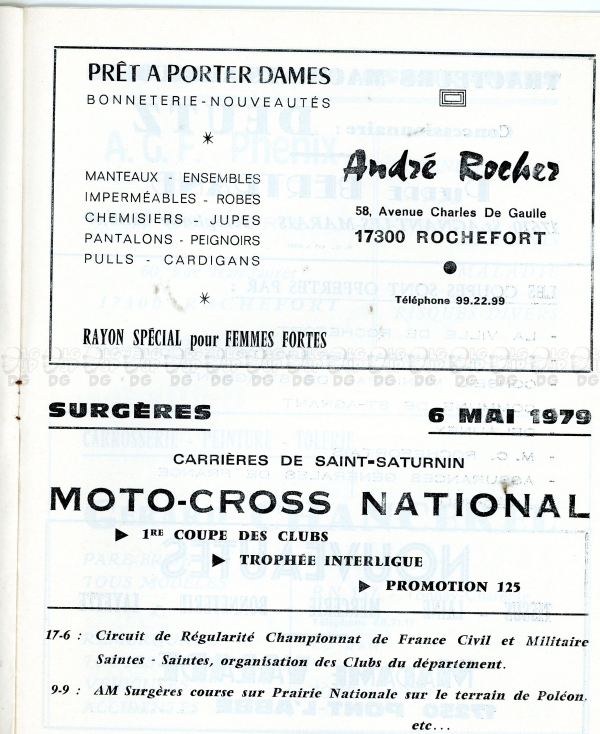 PRÊT A PORTER DAMES
BONNETERIE-NOUVEAUTÉS
MANTEAUX - ENSEMBLES
IMPERMÉABLES - ROBES
CHEMISIERS - JUPES
PANTALONS - PEIGNOIRS
PULLS - CARDIGANS
RAYON SPÉCIAL pour FEMMES FORTES
André Rocher
58, Avenue Charles De Gaulle
17300 ROCHEFORT
Téléphone 99.22.99
SURGÈRES
6 MAI 1979
CARRIÈRES DE SAINT-SATURNIN
MOTO-CROSS NATIONAL
▶ 1RE COUPE DES CLUBS
▶ TROPHÉE INTERLIGUE
▶ PROMOTION 125
17-6 : Circuit de Régularité Championnat de France Civil et Militaire
Saintes - Saintes, organisation des Clubs du département.
9-9 : AM Surgères course sur Prairie Nationale sur le terrain de Poléon.
etc...